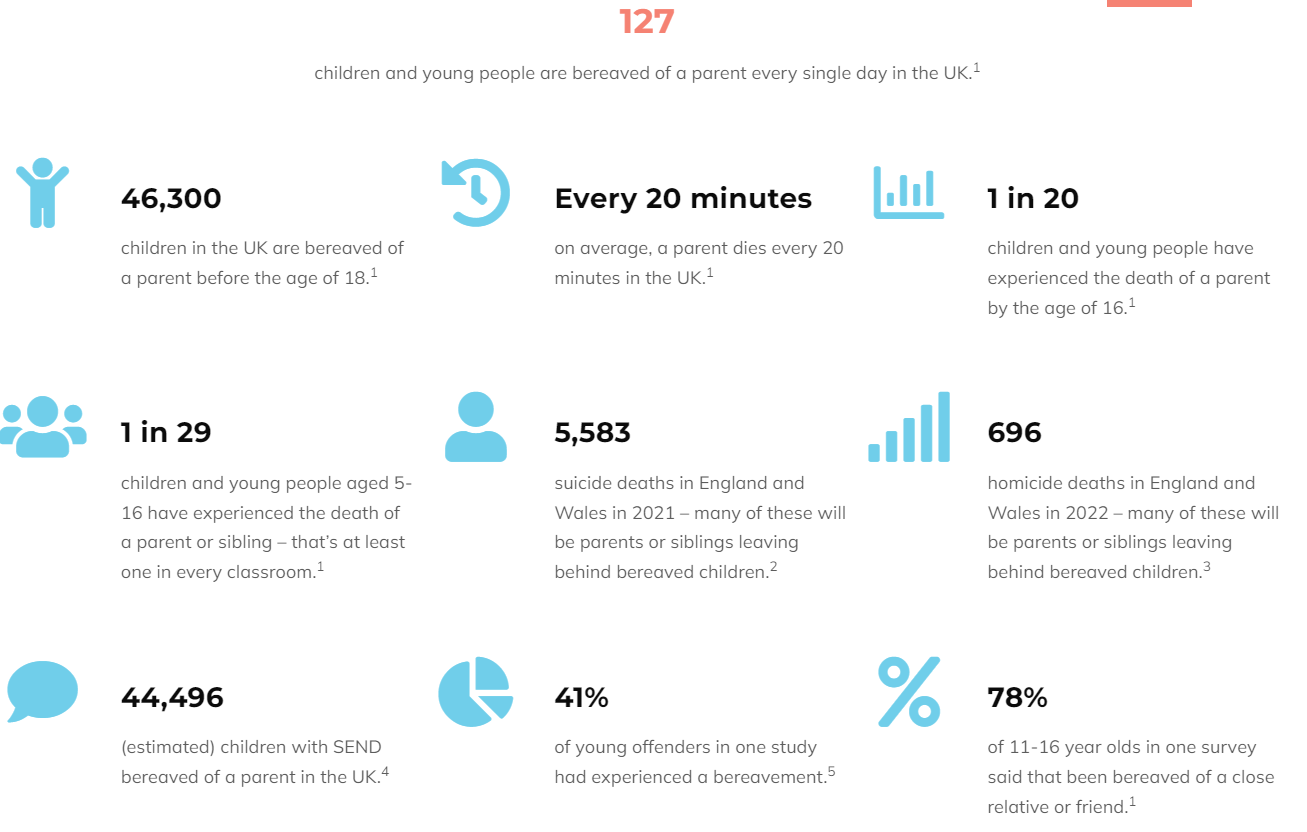 127
children and young people are bereaved of a parent every single day in the UK.1
46,300
children in the UK are bereaved of
a parent before the age of 18.1
Every 20 minutes
on average, a parent dies every 20
minutes in the UK.1
1 in 20
children and young people have
experienced the death of a parent
by the age of 16.1
1 in 29
children and young people aged 5-
16 have experienced the death of
a parent or sibling – that's at least
one in every classroom.1
5,583
suicide deaths in England and
Wales in 2021 – many of these will
be parents or siblings leaving
behind bereaved children.2
696
homicide deaths in England and
Wales in 2022 – many of these will
be parents or siblings leaving
behind bereaved children.3
44,496
(estimated) children with SEND
bereaved of a parent in the UK.4
41%
of young offenders in one study
had experienced a bereavement.5
78%
of 11-16 year olds in one survey
said that been bereaved of a close
relative or friend.1